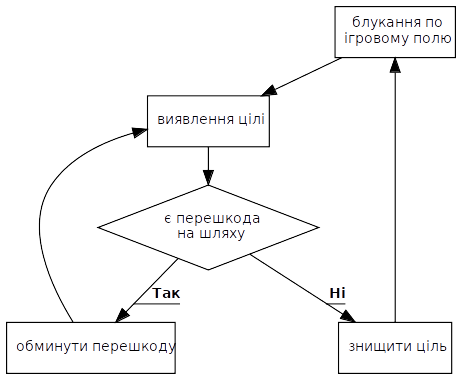 блукання по
ігровому полю
виявлення цілі
є перешкода
на шляху
Так
Ні
обминути перешкоду
знищити ціль